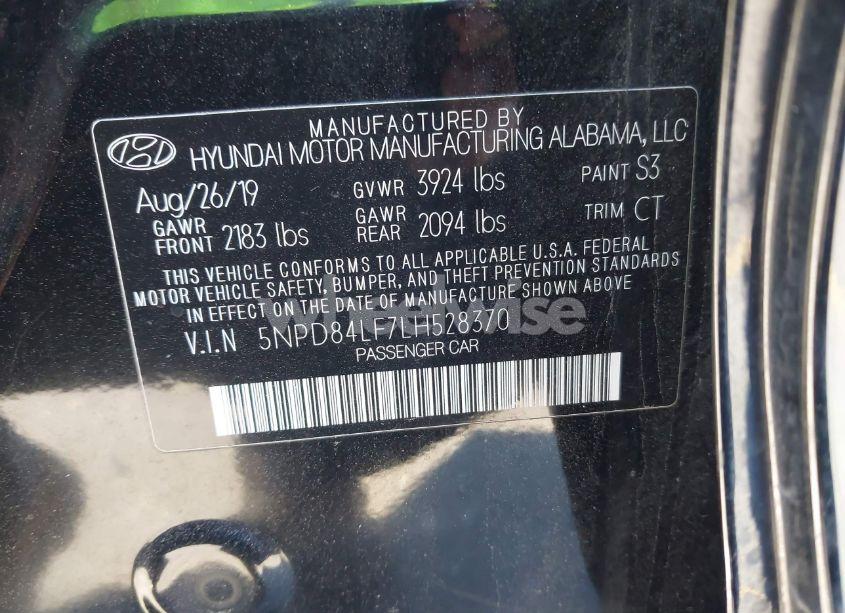 MANUFACTURED BY
HYUNDAI MOTOR MANUFACTURING ALABAMA, LLC
Aug/26/19 GVWR 3924 lbs PAINT S3
GAWR FRONT 2183 lbs GAWR REAR 2094 lbs TRIM CT
THIS VEHICLE CONFORMS TO ALL APPLICABLE U.S.A. FEDERAL
MOTOR VEHICLE SAFETY, BUMPER, AND THEFT PREVENTION STANDARDS
IN EFFECT ON THE DATE OF MANUFACTURE SHOWN ABOVE
V.I.N 5NPD84LF7LH528370
PASSENGER CAR
wheelwise